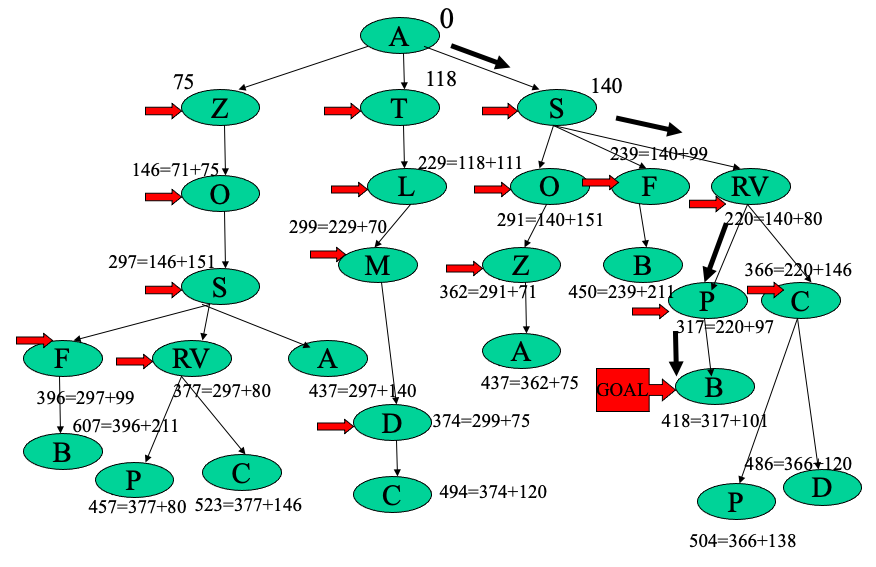 A
0
75
118
140
Z
T
S
146=71+75
229=118+111
239=140+99
O
L
O
F
RV
299=229+70
291=140+151
220=140+80
297=146+151
M
Z
B
366=220+146
S
362=291+71
450=239+211
P
C
317=220+97
F
RV
A
A
396=297+99
377=297+80
437=297+140
437=362+75
GOAL
B
607=396+211
D
374=299+75
418=317+101
B
P
C
486=366+120
457=377+80
523=377+146
C
494=374+120
P
D
504=366+138